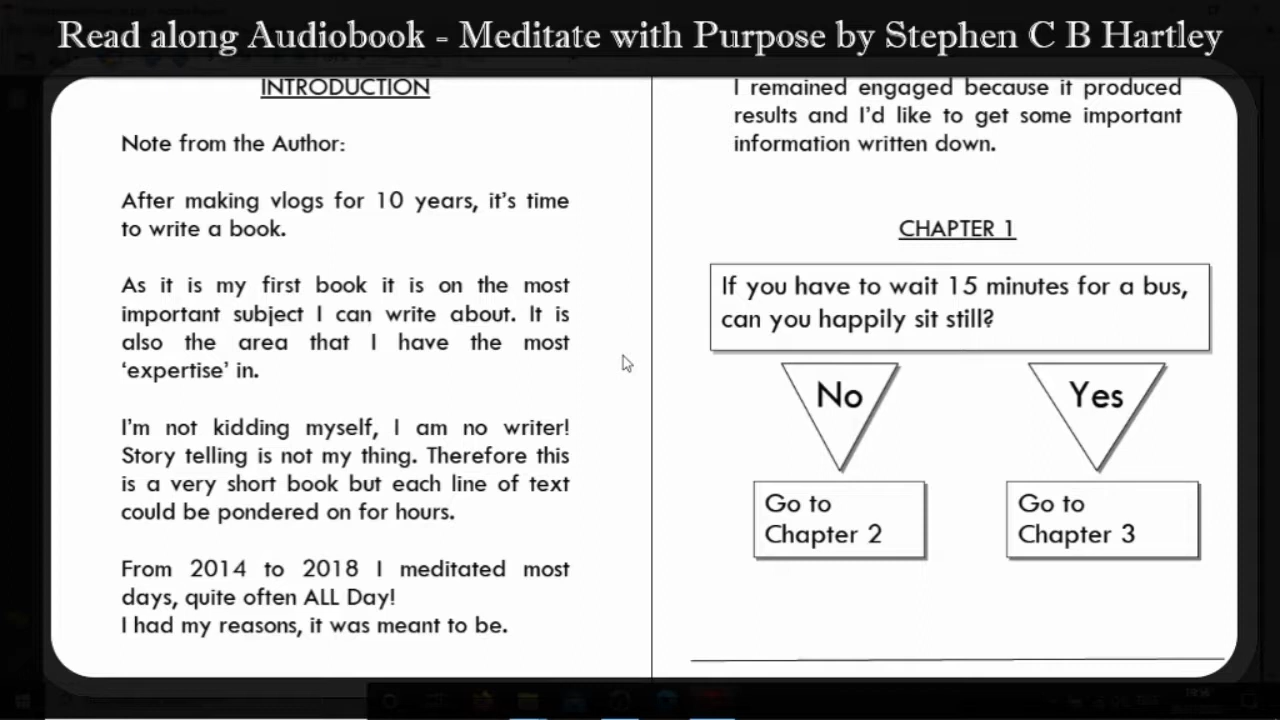 Read along Audiobook - Meditate with Purpose by Stephen C B Hartley
INTRODUCTION
Note from the Author:
After making vlogs for 10 years, it's time
to write a book.
As it is my first book it is on the most
important subject I can write about. It is
also the area that I have the most
‘expertise’ in.
I'm not kidding myself, I am no writer!
Story telling is not my thing. Therefore this
is a very short book but each line of text
could be pondered on for hours.
From 2014 to 2018 I meditated most
days, quite often ALL Day!
I had my reasons, it was meant to be.
I remained engaged because it produced
results and I'd like to get some important
information written down.
CHAPTER 1
If you have to wait 15 minutes for a bus,
can you happily sit still?
No
Yes
Go to
Chapter 2
Go to
Chapter 3